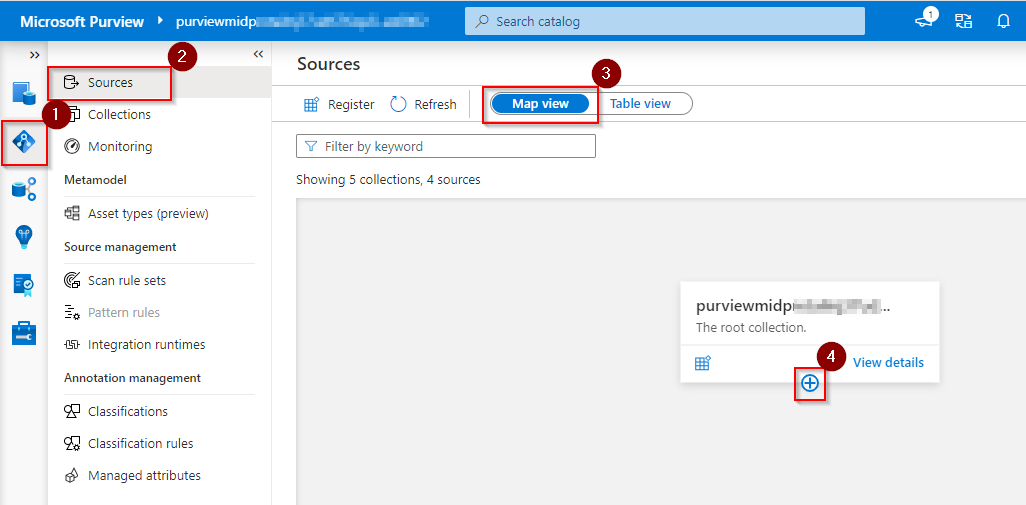 Microsoft Purview
purviewmidp
Search catalog
1
2
Sources
Collections
1
Monitoring
Metamodel
Asset types (preview)
Source management
Scan rule sets
Pattern rules
Integration runtimes
Annotation management
Classifications
Classification rules
Managed attributes
Sources
3
Register
Refresh
Map view
Table view
Filter by keyword
Showing 5 collections, 4 sources
purviewmidp ...
The root collection.
View details
4